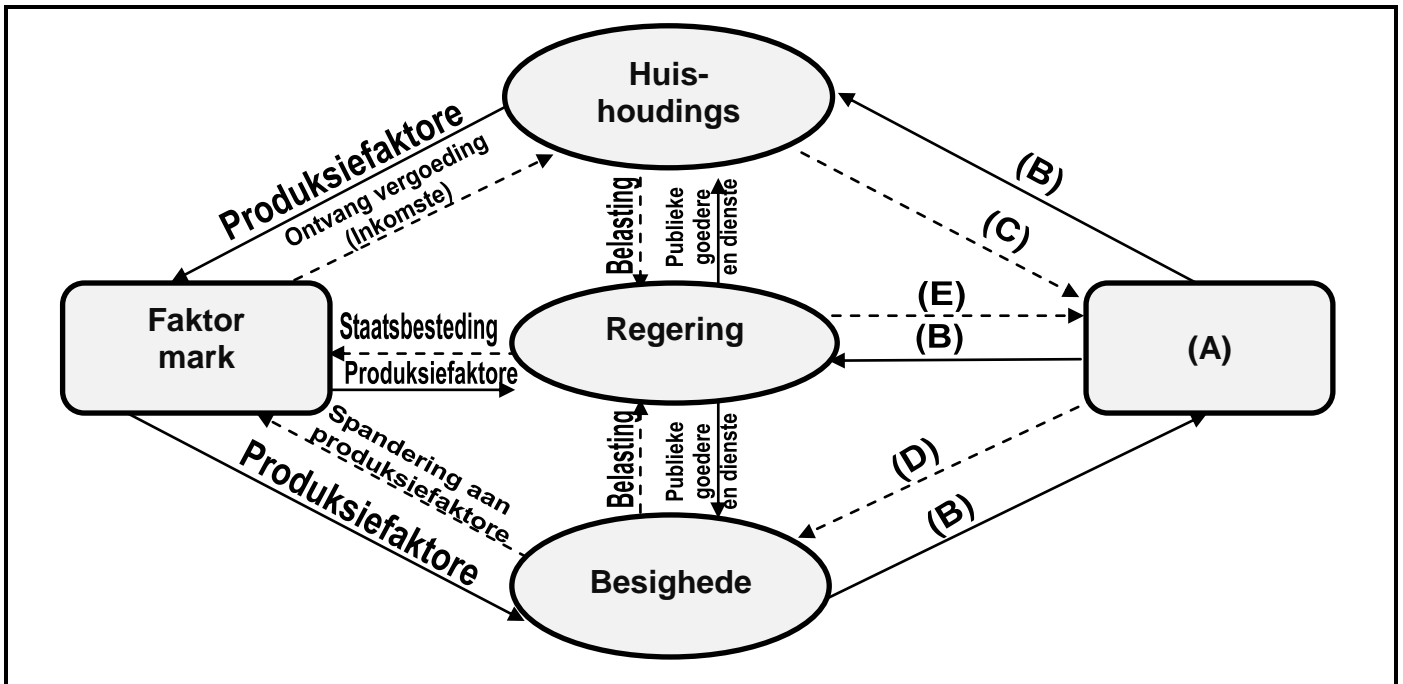 Huis-
houdings
Produksiefaktore
Ontvang vergoeding
(Inkomste)
(B)
(C)
Belasting
Publieke
goedere
en dienste
Faktor
mark
Staatsbesteding
Produksiefaktore
Regering
(E)
(B)
(A)
Spandering aan
produksiefaktore
Produksiefaktore
Belasting
Publieke
goedere
en dienste
(D)
(B)
Besighede